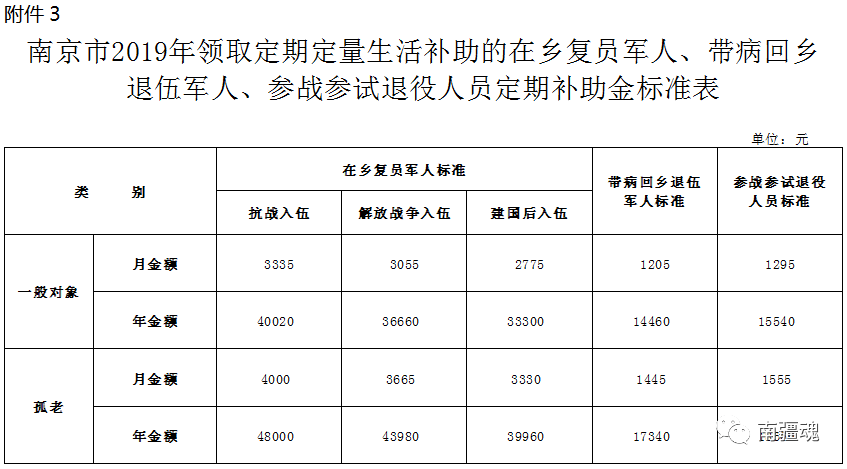 附件 3
南京市2019年领取定期定量生活补助的在乡复员军人、带病回乡
退伍军人、参战参试退役人员定期补助金标准表
单位：元
类 别
在乡复员军人标准
带病回乡退伍
军人标准
参战参试退役
人员标准
抗战入伍 解放战争入伍 建国后入伍
一般对象
月金额 3335 3055 2775 1205 1295
年金额 40020 36660 33300 14460 15540
孤老
月金额 4000 3665 3330 1445 1555
年金额 48000 43980 39960 17340
南疆魂